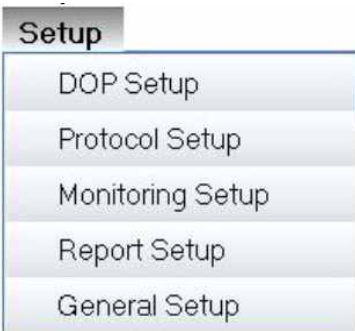 Setup
DOP Setup
Protocol Setup
Monitoring Setup
Report Setup
General Setup